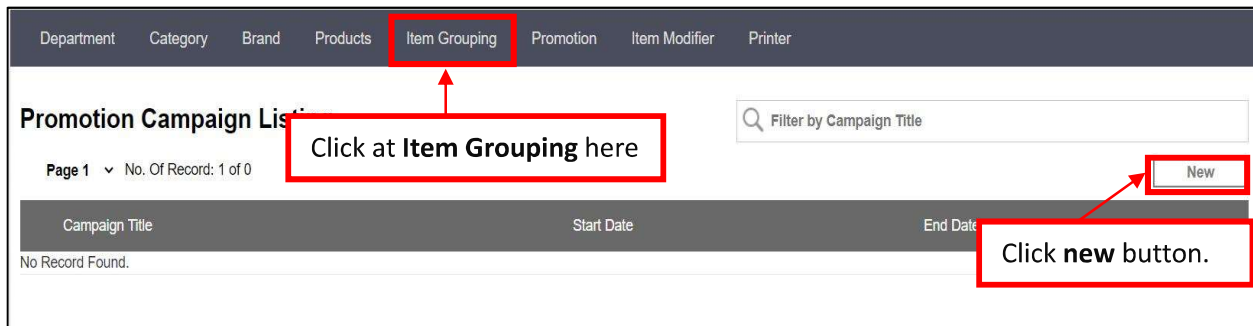 Department Category Brand Products Item Grouping Promotion Item Modifier Printer
Promotion Campaign
Filter by Campaign Title
Click at Item Grouping here
Page 1 No. Of Record: 1 of 0
New
Campaign Title Start Date End Date
Click new button.
No Record Found.